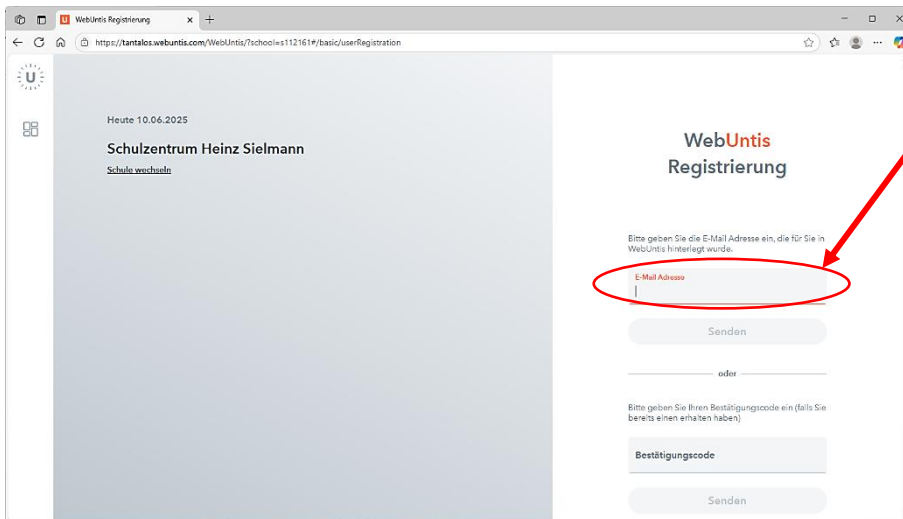 WebUntis Registrierung
https://tantalos.webuntis.com/WebUntis/?school=s112161#/basic/userRegistration
U
Heute 10.06.2025
Schulzentrum Heinz Sielmann
Schule wechseln
WebUntis
Registrierung
Bitte geben Sie die E-Mail Adresse ein, die für Sie in
WebUntis hinterlegt wurde.
E-Mail Adresse
Senden
oder
Bitte geben Sie Ihren Bestätigungscode ein (falls Sie
bereits einen erhalten haben)
Bestätigungscode
Senden